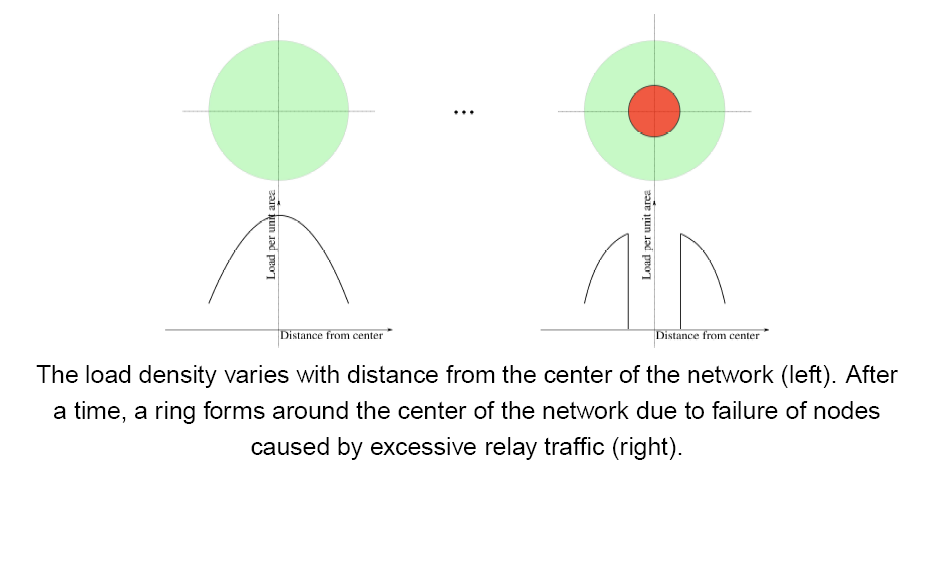 ...
Load per unit area
Load per unit area
Distance from center
Distance from center
The load density varies with distance from the center of the network (left). After
a time, a ring forms around the center of the network due to failure of nodes
caused by excessive relay traffic (right).